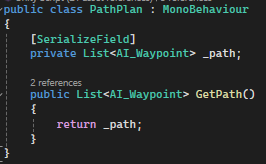 public class PathPlan : MonoBehaviour
{
[SerializeField]
private List<AI_Waypoint> _path;
2 references
public List<AI_Waypoint> GetPath()
{
return _path;
}
}